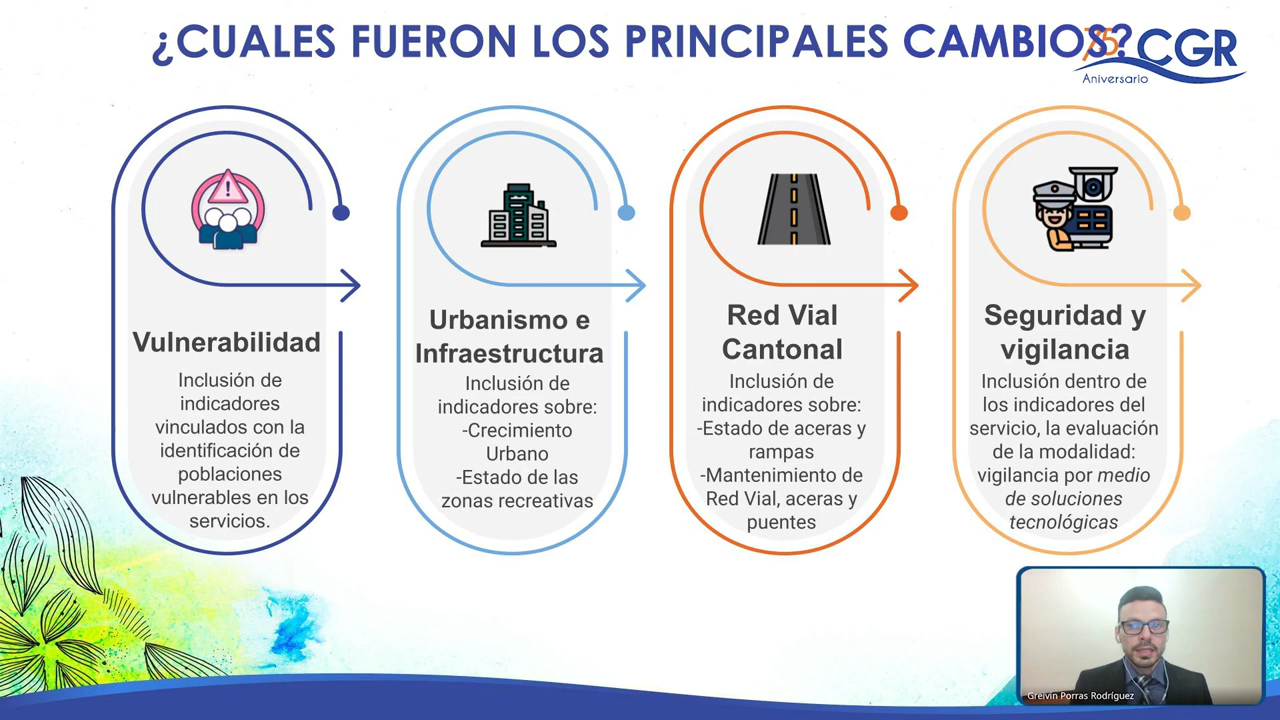 ¿CUALES FUERON LOS PRINCIPALES CAMBIOS?
75 CGR
Aniversario
Vulnerabilidad
Inclusión de
indicadores
vinculados con la
identificación de
poblaciones
vulnerables en los
servicios.
Urbanismo e
Infraestructura
Inclusión de
indicadores sobre:
-Crecimiento
Urbano
-Estado de las
zonas recreativas
Red Vial
Cantonal
Inclusión de
indicadores sobre:
-Estado de aceras y
rampas
-Mantenimiento de
Red Vial, aceras y
puentes
Seguridad y
vigilancia
Inclusión dentro de
los indicadores del
servicio, la evaluación
de la modalidad:
vigilancia por medio
de soluciones
tecnológicas
Greivin Porras Rodríguez